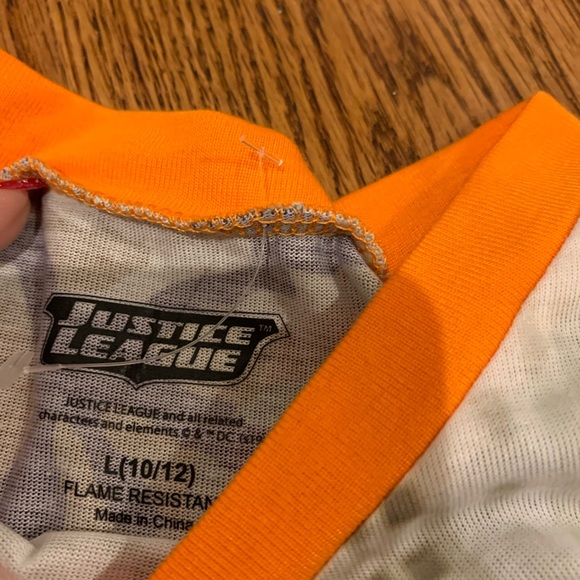 JUSTICE
LEAGUE ™
JUSTICE LEAGUE and all related
characters and elements © & ™ DC
L(10/12)
FLAME RESISTAN
Made in China